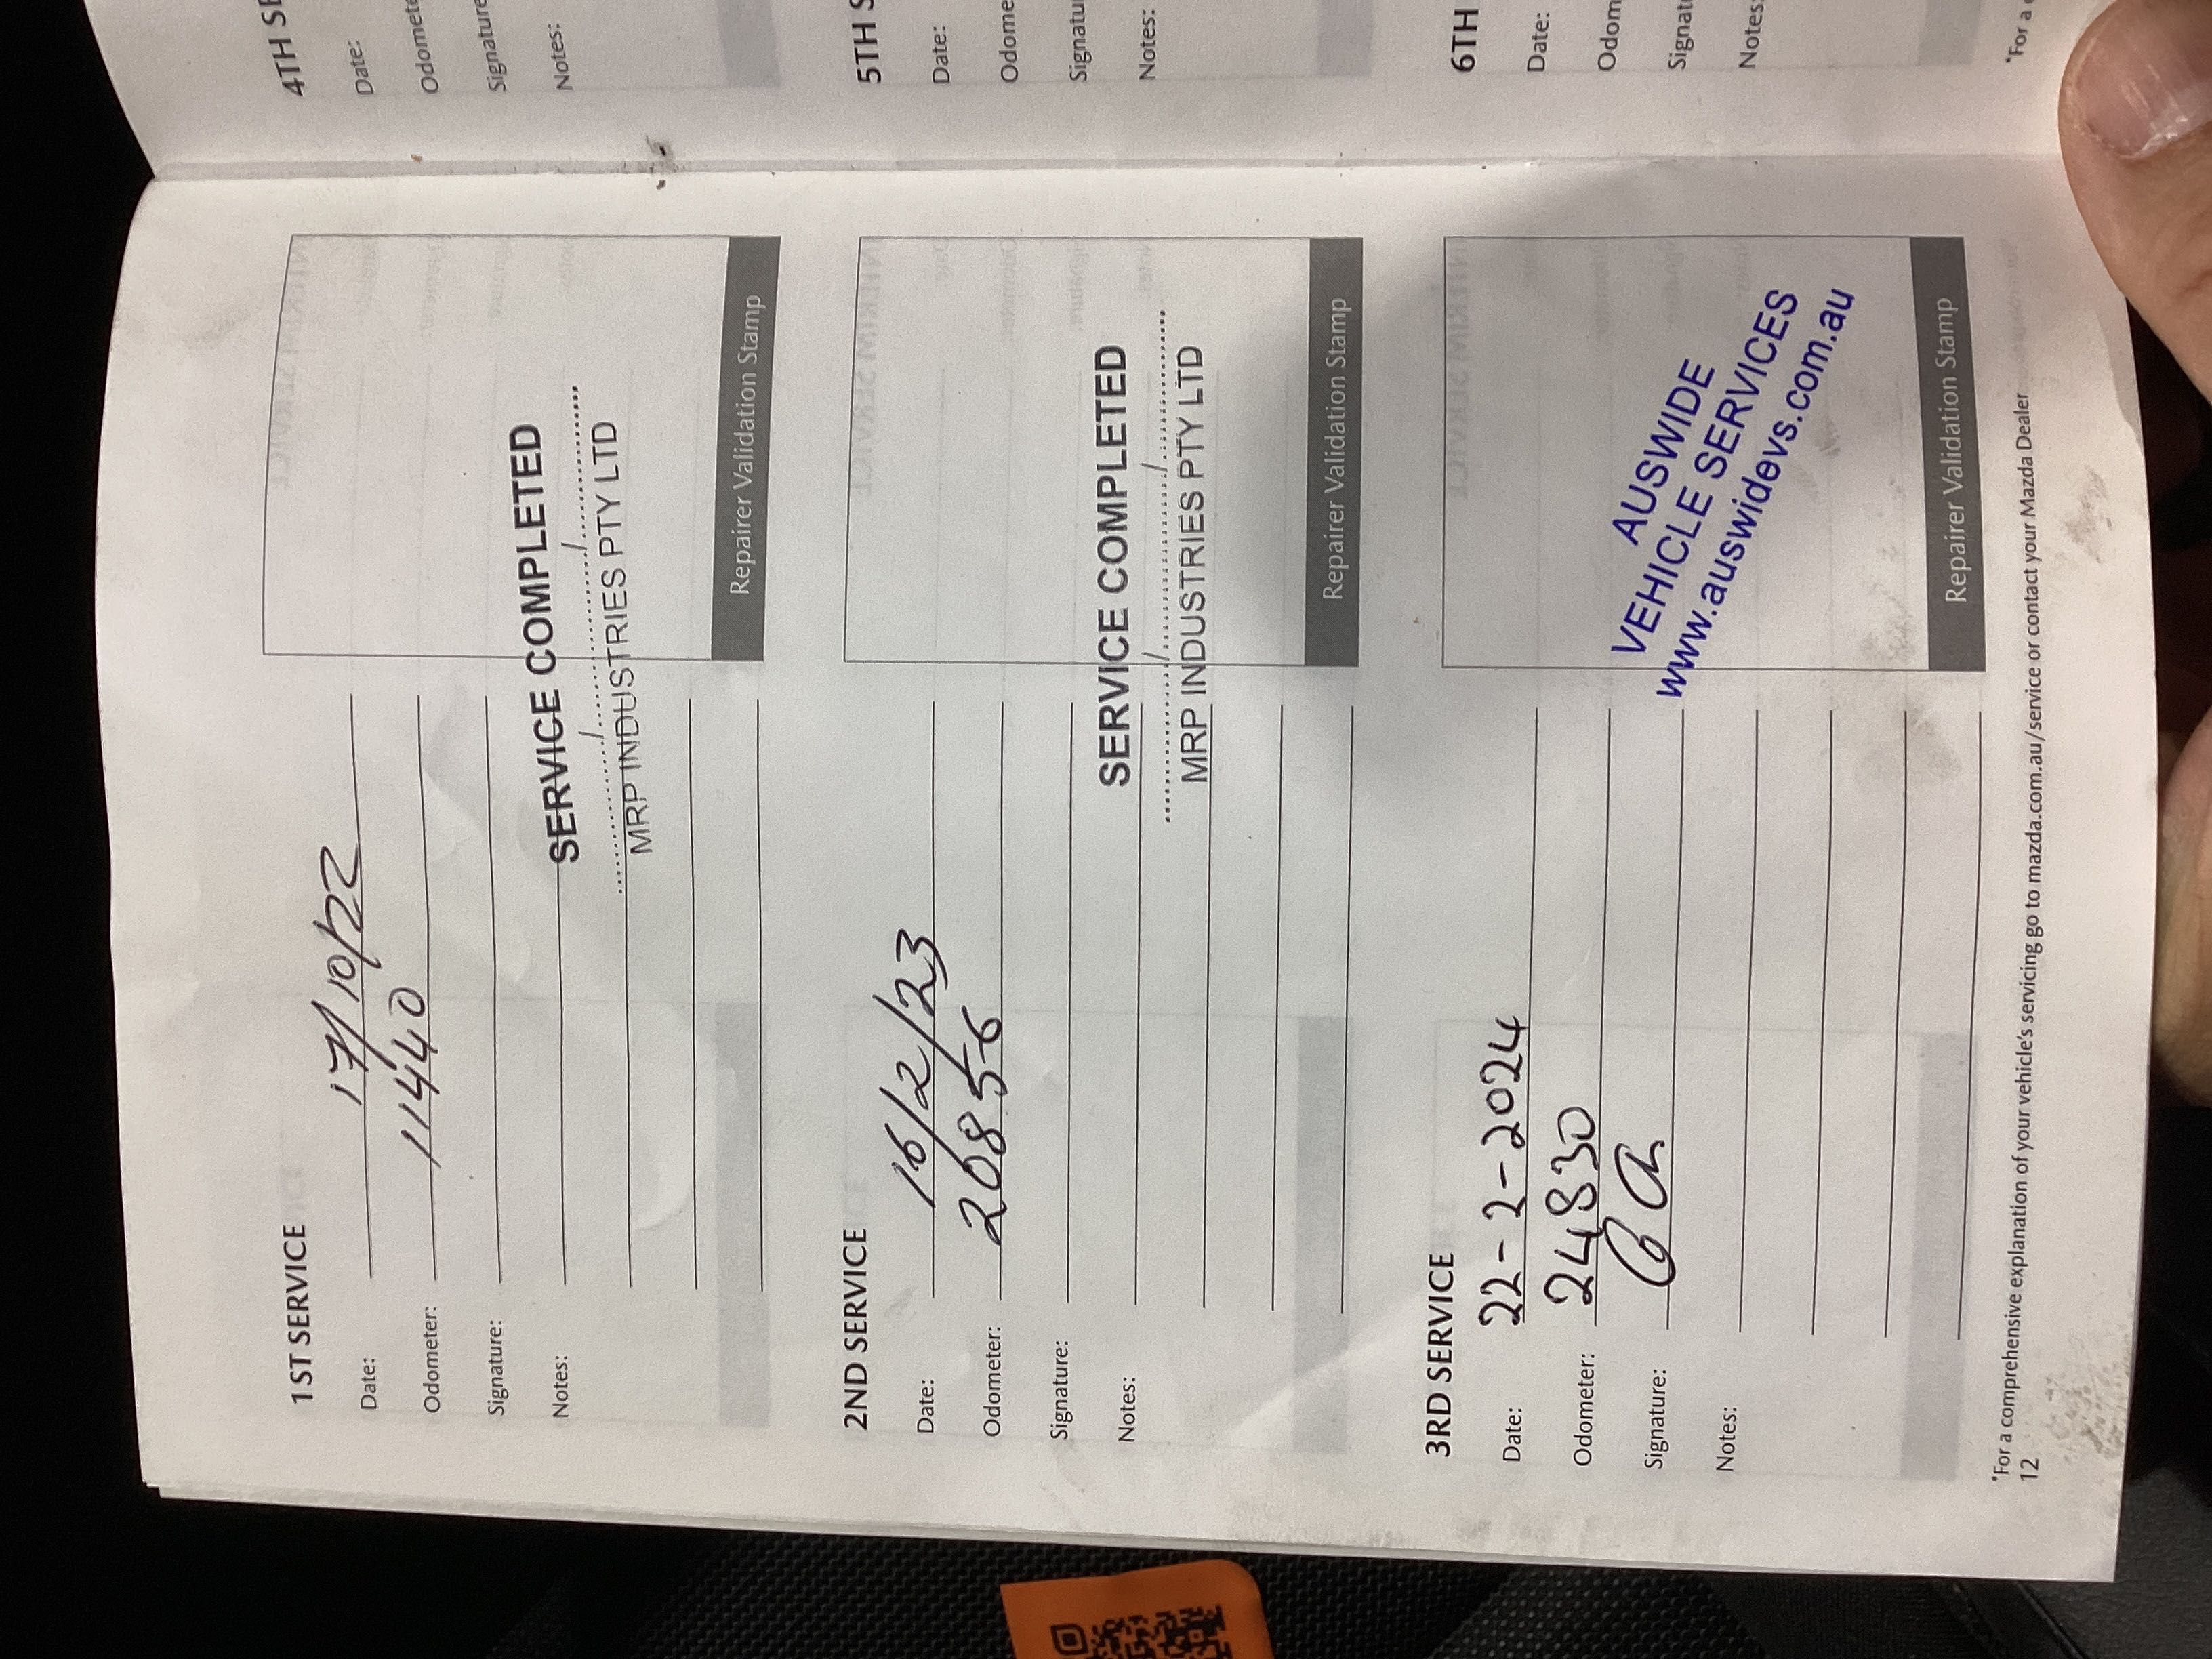 1ST SERVICE
Date: 17/10/22
Odometer: 11440
Signature:
Notes:
SERVICE COMPLETED
......../......../........
MRP INDUSTRIES PTY LTD
Repairer Validation Stamp
2ND SERVICE
Date: 16/2/23
Odometer: 20856
Signature:
Notes:
SERVICE COMPLETED
......../......../........
MRP INDUSTRIES PTY LTD
Repairer Validation Stamp
3RD SERVICE
Date: 22-2-2024
Odometer: 24830
Signature:
Notes:
AUSWIDE
VEHICLE SERVICES
www.auswidevs.com.au
Repairer Validation Stamp
*For a comprehensive explanation of your vehicle's servicing go to mazda.com.au/service or contact your Mazda Dealer
12
4TH SE
Date:
Odomete
Signature
Notes:
5TH S
Date:
Odome
Signatu
Notes:
6TH
Date:
Odom
Signat
Notes:
*For a